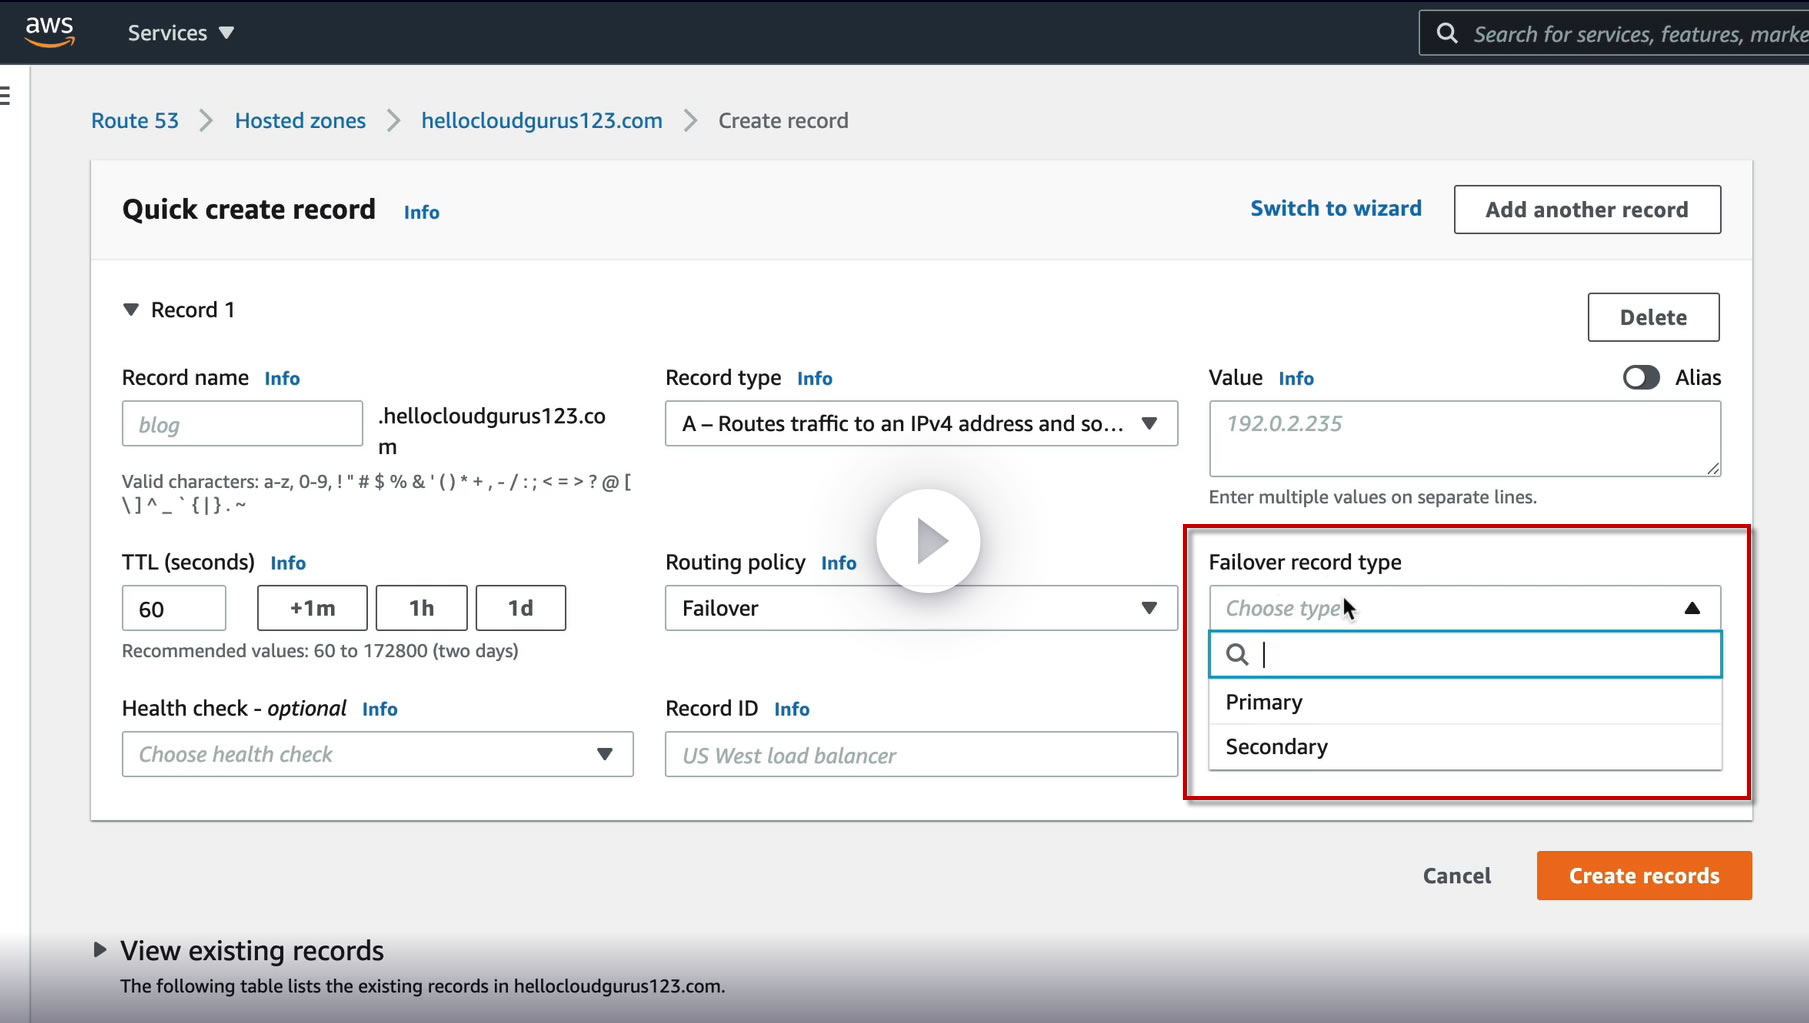 aws
Services
Search for services, features, marke
Route 53
Hosted zones
hellocloudgurus123.com
Create record
Quick create record
Info
Switch to wizard
Add another record
Record 1
Delete
Record name Info
blog
.hellocloudgurus123.co
m
Valid characters: a-z, 0-9, ! " # $ % & ' ( ) * + , - / : ; < = > ? @ [
\ ] ^ _ ` { | } . ~
Record type Info
A – Routes traffic to an IPv4 address and so...
Value Info
Alias
192.0.2.235
Enter multiple values on separate lines.
TTL (seconds) Info
60
+1m
1h
1d
Recommended values: 60 to 172800 (two days)
Routing policy Info
Failover
Failover record type
Choose type
Primary
Secondary
Health check - optional Info
Choose health check
Record ID Info
US West load balancer
Cancel
Create records
View existing records
The following table lists the existing records in hellocloudgurus123.com.